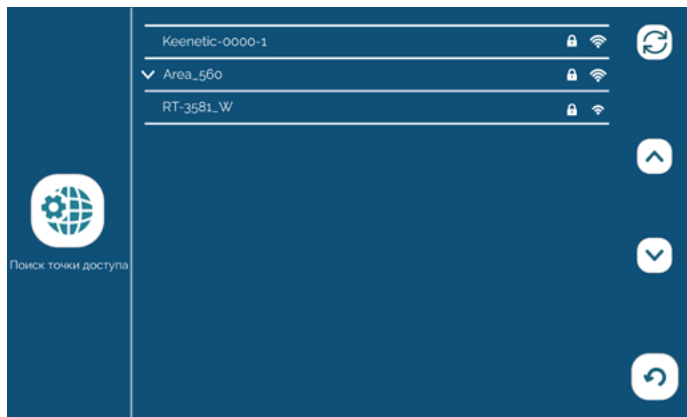 Keenetic-0000-1
Area_560
RT-3581_W
Поиск точки доступа